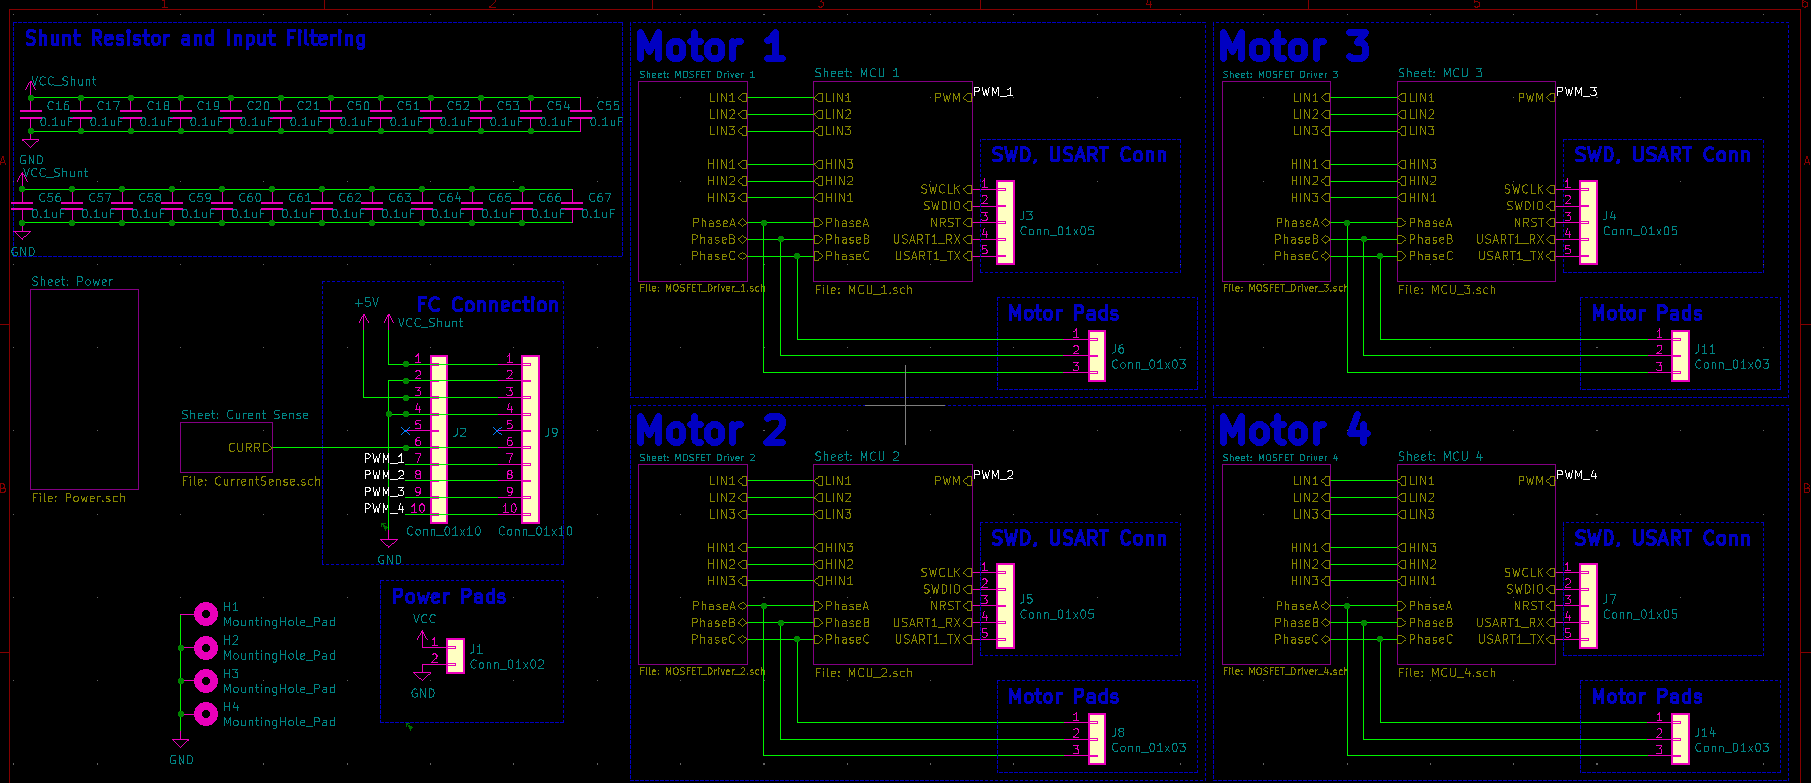 1 2 3 4 5 6
Shunt Resistor and Input Filtering
VCC_Shunt
C16 C17 C18 C19 C20 C21 C50 C51 C52 C53 C54 C55
0.1uF 0.1uF 0.1uF 0.1uF 0.1uF 0.1uF 0.1uF 0.1uF 0.1uF 0.1uF 0.1uF 0.1uF
GND
A
VCC_Shunt
C56 C57 C58 C59 C60 C61 C62 C63 C64 C65 C66 C67
0.1uF 0.1uF 0.1uF 0.1uF 0.1uF 0.1uF 0.1uF 0.1uF 0.1uF 0.1uF 0.1uF 0.1uF
GND
Sheet: Power
File: Power.sch
B
Sheet: Curent Sense
CURR
File: CurrentSense.sch
FC Connection
+5V
VCC_Shunt
1 1
2 2
3 3
4 4
5 5
J2 J9
6 6
PWM_1 7 7
PWM_2 8 8
PWM_3 9 9
PWM_4 10 10
Conn_01x10 Conn_01x10
GND
Power Pads
VCC
1
2
J1
Conn_01x02
GND
H1
MountingHole_Pad
H2
MountingHole_Pad
H3
MountingHole_Pad
H4
MountingHole_Pad
GND
Motor 1
Sheet: MOSFET Driver 1 Sheet: MCU 1
LIN1 LIN1 PWM PWM_1
LIN2 LIN2
LIN3 LIN3
SWD, USART Conn
HIN1 HIN3
HIN2 HIN2
HIN3 HIN1
SWCLK 1
SWDIO 2
PhaseA PhaseA NRST 3
PhaseB PhaseB USART1_RX 4
PhaseC PhaseC USART1_TX 5
J3
Conn_01x05
File: MOSFET_Driver_1.sch File: MCU_1.sch
Motor Pads
1
2
3
J6
Conn_01x03
Motor 3
Sheet: MOSFET Driver 3 Sheet: MCU 3
LIN1 LIN1 PWM PWM_3
LIN2 LIN2
LIN3 LIN3
SWD, USART Conn
HIN1 HIN3
HIN2 HIN2
HIN3 HIN1
SWCLK 1
SWDIO 2
PhaseA PhaseA NRST 3
PhaseB PhaseB USART1_RX 4
PhaseC PhaseC USART1_TX 5
J4
Conn_01x05
File: MOSFET_Driver_3.sch File: MCU_3.sch
Motor Pads
1
2
3
J11
Conn_01x03
A
Motor 2
Sheet: MOSFET Driver 2 Sheet: MCU 2
LIN1 LIN1 PWM PWM_2
LIN2 LIN2
LIN3 LIN3
SWD, USART Conn
HIN1 HIN3
HIN2 HIN2
HIN3 HIN1
SWCLK 1
SWDIO 2
PhaseA PhaseA NRST 3
PhaseB PhaseB USART1_RX 4
PhaseC PhaseC USART1_TX 5
J5
Conn_01x05
File: MOSFET_Driver_2.sch File: MCU_2.sch
Motor Pads
1
2
3
J8
Conn_01x03
Motor 4
Sheet: MOSFET Driver 4 Sheet: MCU 4
LIN1 LIN1 PWM PWM_4
LIN2 LIN2
LIN3 LIN3
SWD, USART Conn
HIN1 HIN3
HIN2 HIN2
HIN3 HIN1
SWCLK 1
SWDIO 2
PhaseA PhaseA NRST 3
PhaseB PhaseB USART1_RX 4
PhaseC PhaseC USART1_TX 5
J7
Conn_01x05
File: MOSFET_Driver_4.sch File: MCU_4.sch
Motor Pads
1
2
3
J14
Conn_01x03
B